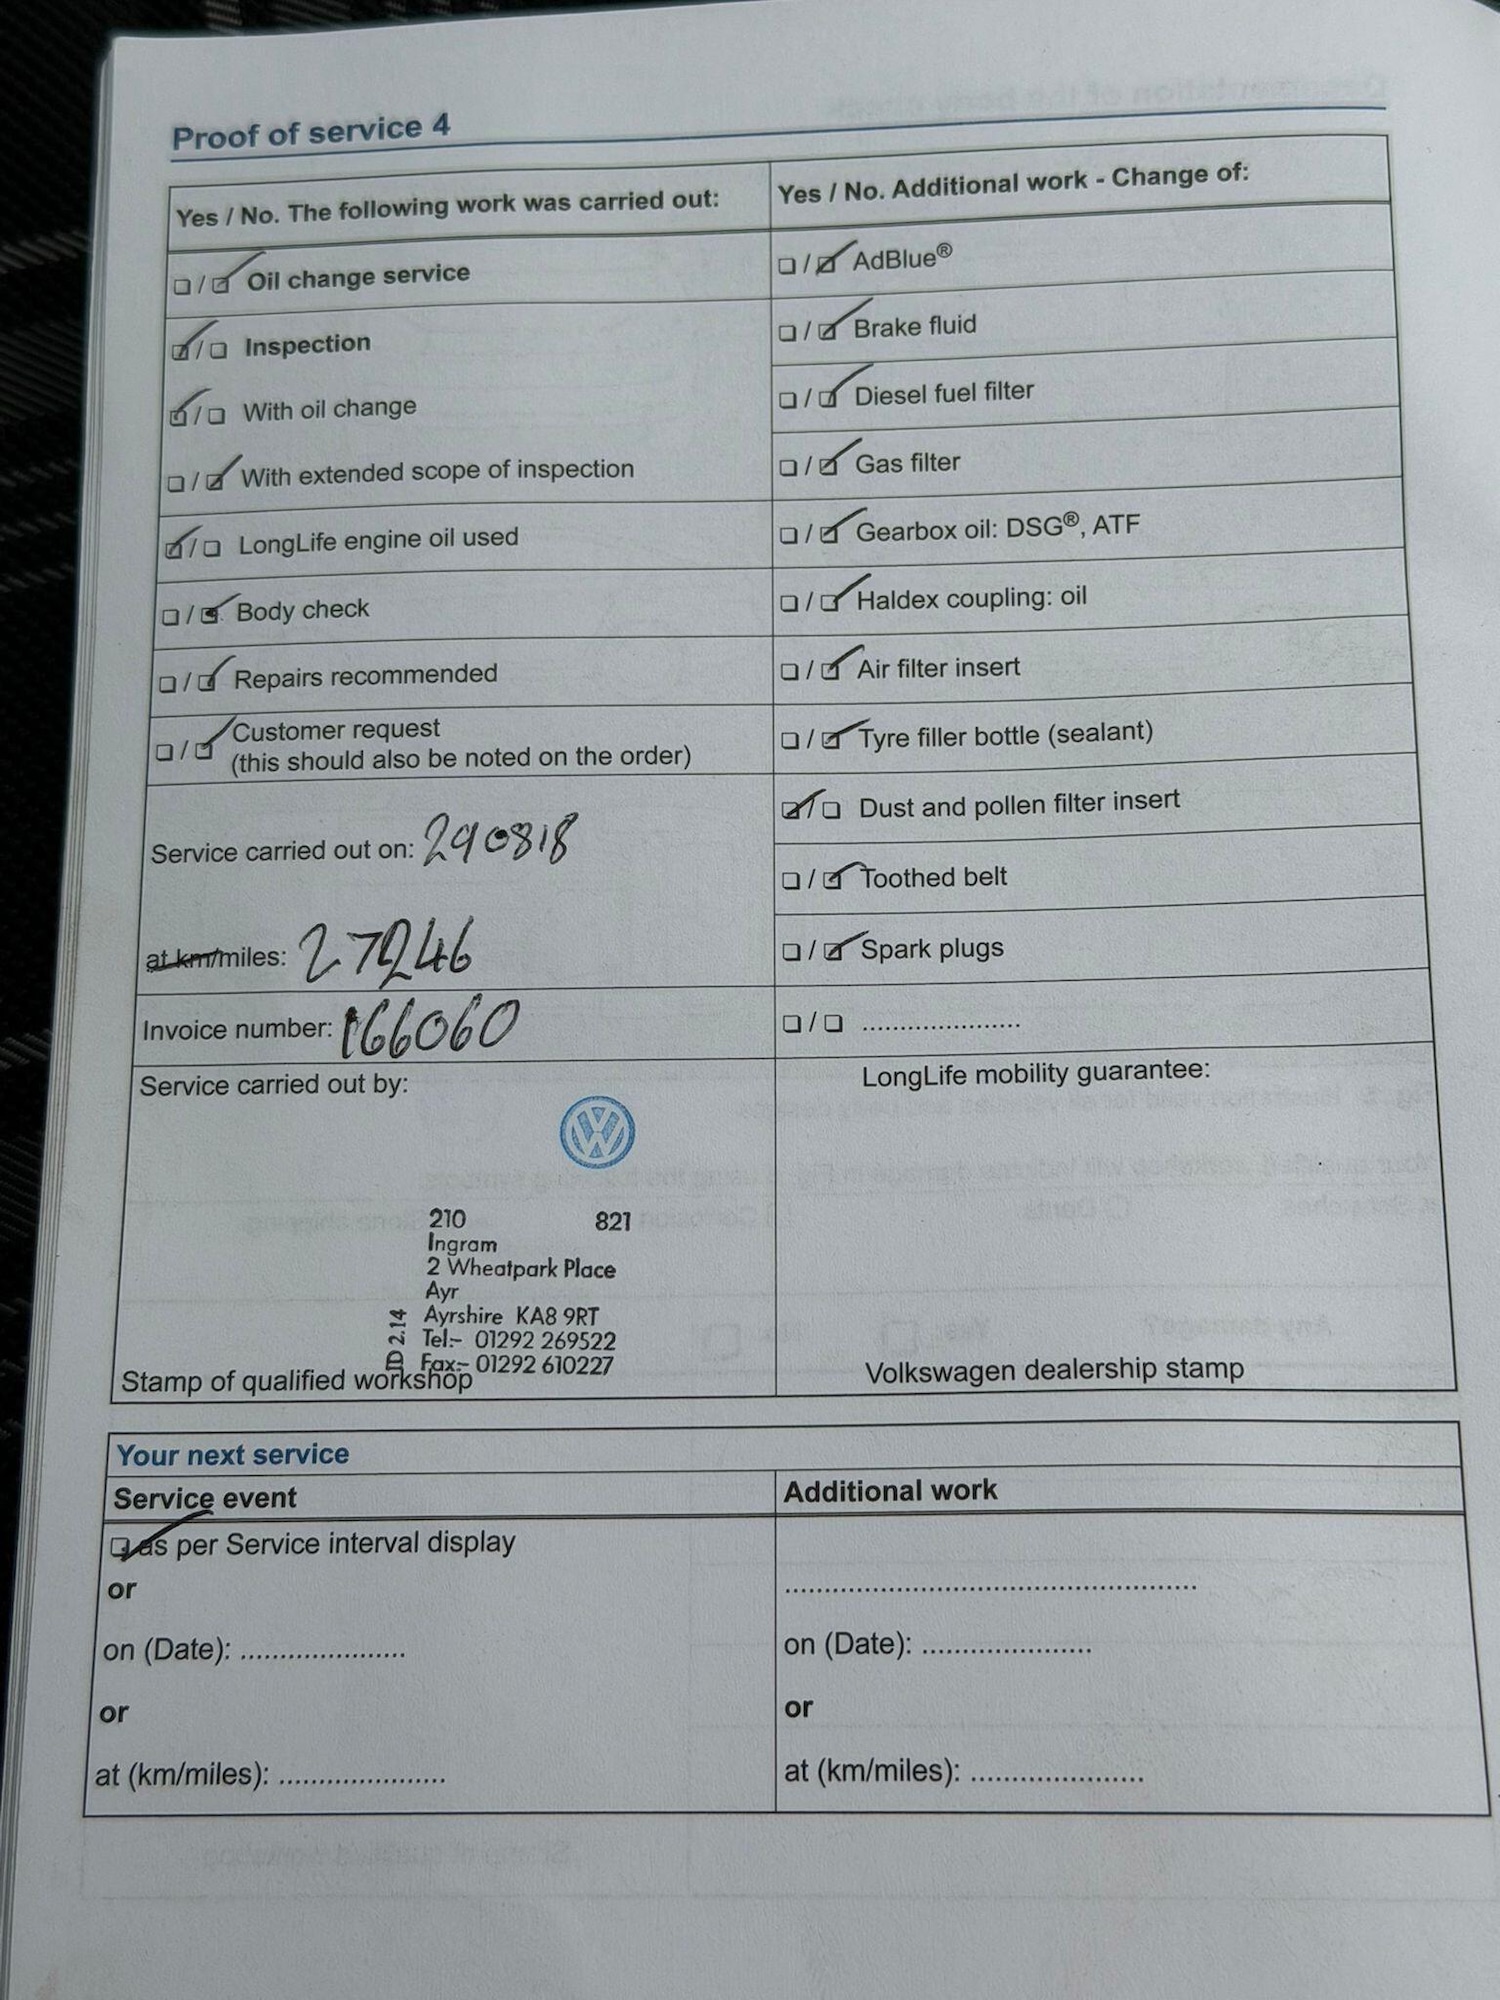 Proof of service 4
Yes / No. The following work was carried out:
☐ / ☑ Oil change service
☑ / ☐ Inspection
☑ / ☐ With oil change
☐ / ☑ With extended scope of inspection
☑ / ☐ LongLife engine oil used
☐ / ☑ Body check
☐ / ☑ Repairs recommended
☐ / ☑ Customer request
(this should also be noted on the order)
Service carried out on: 290818
at km/miles: 27246
Invoice number: 166060
Service carried out by:
VW
210 821
Ingram
2 Wheatpark Place
Ayr
Ayrshire KA8 9RT
Tel:- 01292 269522
Fax:- 01292 610227
ID 2.14
Stamp of qualified workshop
Yes / No. Additional work - Change of:
☐ / ☑ AdBlue®
☐ / ☑ Brake fluid
☐ / ☑ Diesel fuel filter
☐ / ☑ Gas filter
☐ / ☑ Gearbox oil: DSG®, ATF
☐ / ☑ Haldex coupling: oil
☐ / ☑ Air filter insert
☐ / ☑ Tyre filler bottle (sealant)
☑ / ☐ Dust and pollen filter insert
☐ / ☑ Toothed belt
☐ / ☑ Spark plugs
☐ / ☐ ......................
LongLife mobility guarantee:
Volkswagen dealership stamp
Your next service
Service event
☑ as per Service interval display
or
on (Date): ......................
or
at (km/miles): ......................
Additional work
......................................................
on (Date): ......................
or
at (km/miles): ......................